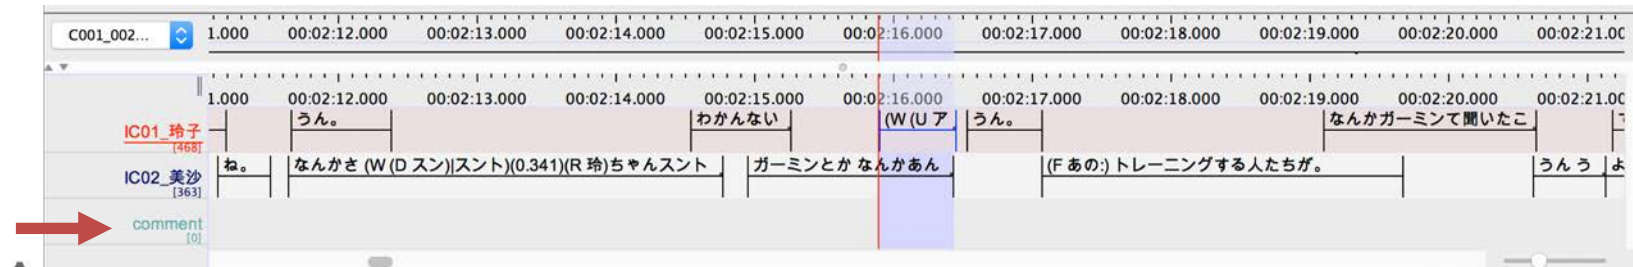 C001_002...
1.000 00:02:12.000 00:02:13.000 00:02:14.000 00:02:15.000 00:02:16.000 00:02:17.000 00:02:18.000 00:02:19.000 00:02:20.000 00:02:21.00
1.000 00:02:12.000 00:02:13.000 00:02:14.000 00:02:15.000 00:02:16.000 00:02:17.000 00:02:18.000 00:02:19.000 00:02:20.000 00:02:21.00
IC01_玲子 うん。 わかんない (W (U ア うん。 なんかガーミンて聞いたこ
[468]
IC02_美沙 ね。 なんかさ (W (D スン)|スント)(0.341)(R 玲)ちゃんスント ガーミンとか なんかあん (F あの:) トレーニングする人たちが。 うん う よ
[363]
comment
[0]